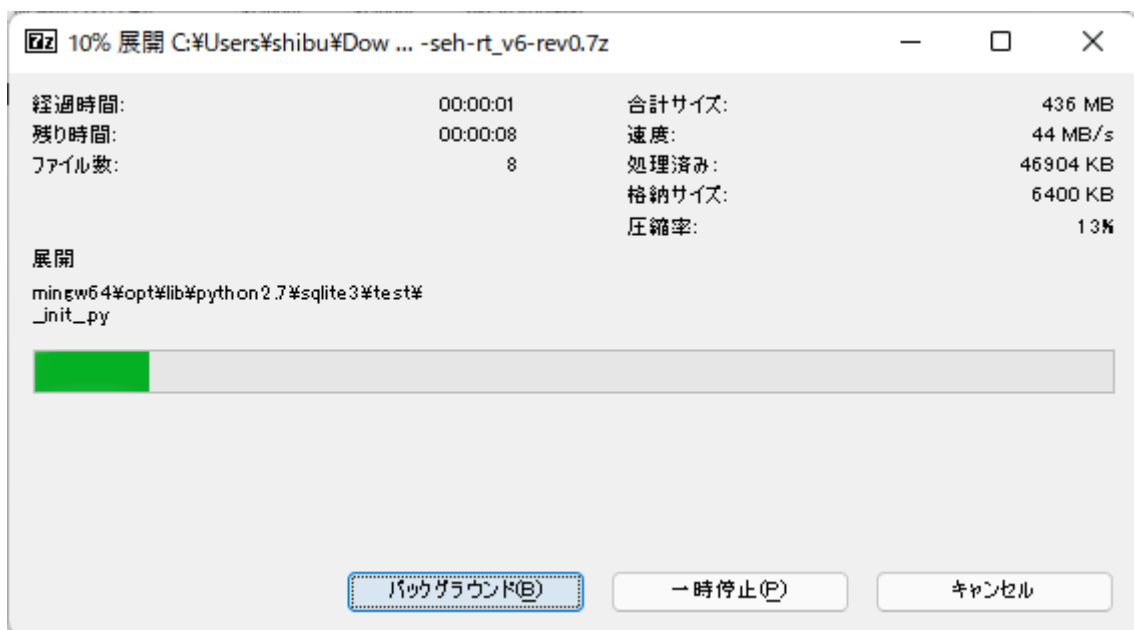 7z 10% 展開 C:¥Users¥shibu¥Dow ... -seh-rt_v6-rev0.7z
経過時間: 00:00:01 合計サイズ: 436 MB
残り時間: 00:00:08 速度: 44 MB/s
ファイル数: 8 処理済み: 46904 KB
格納サイズ: 6400 KB
圧縮率: 13%
展開
mingw64¥opt¥lib¥python2.7¥sqlite3¥test¥
_init_.py
バックグラウンド(B) 一時停止(P) キャンセル